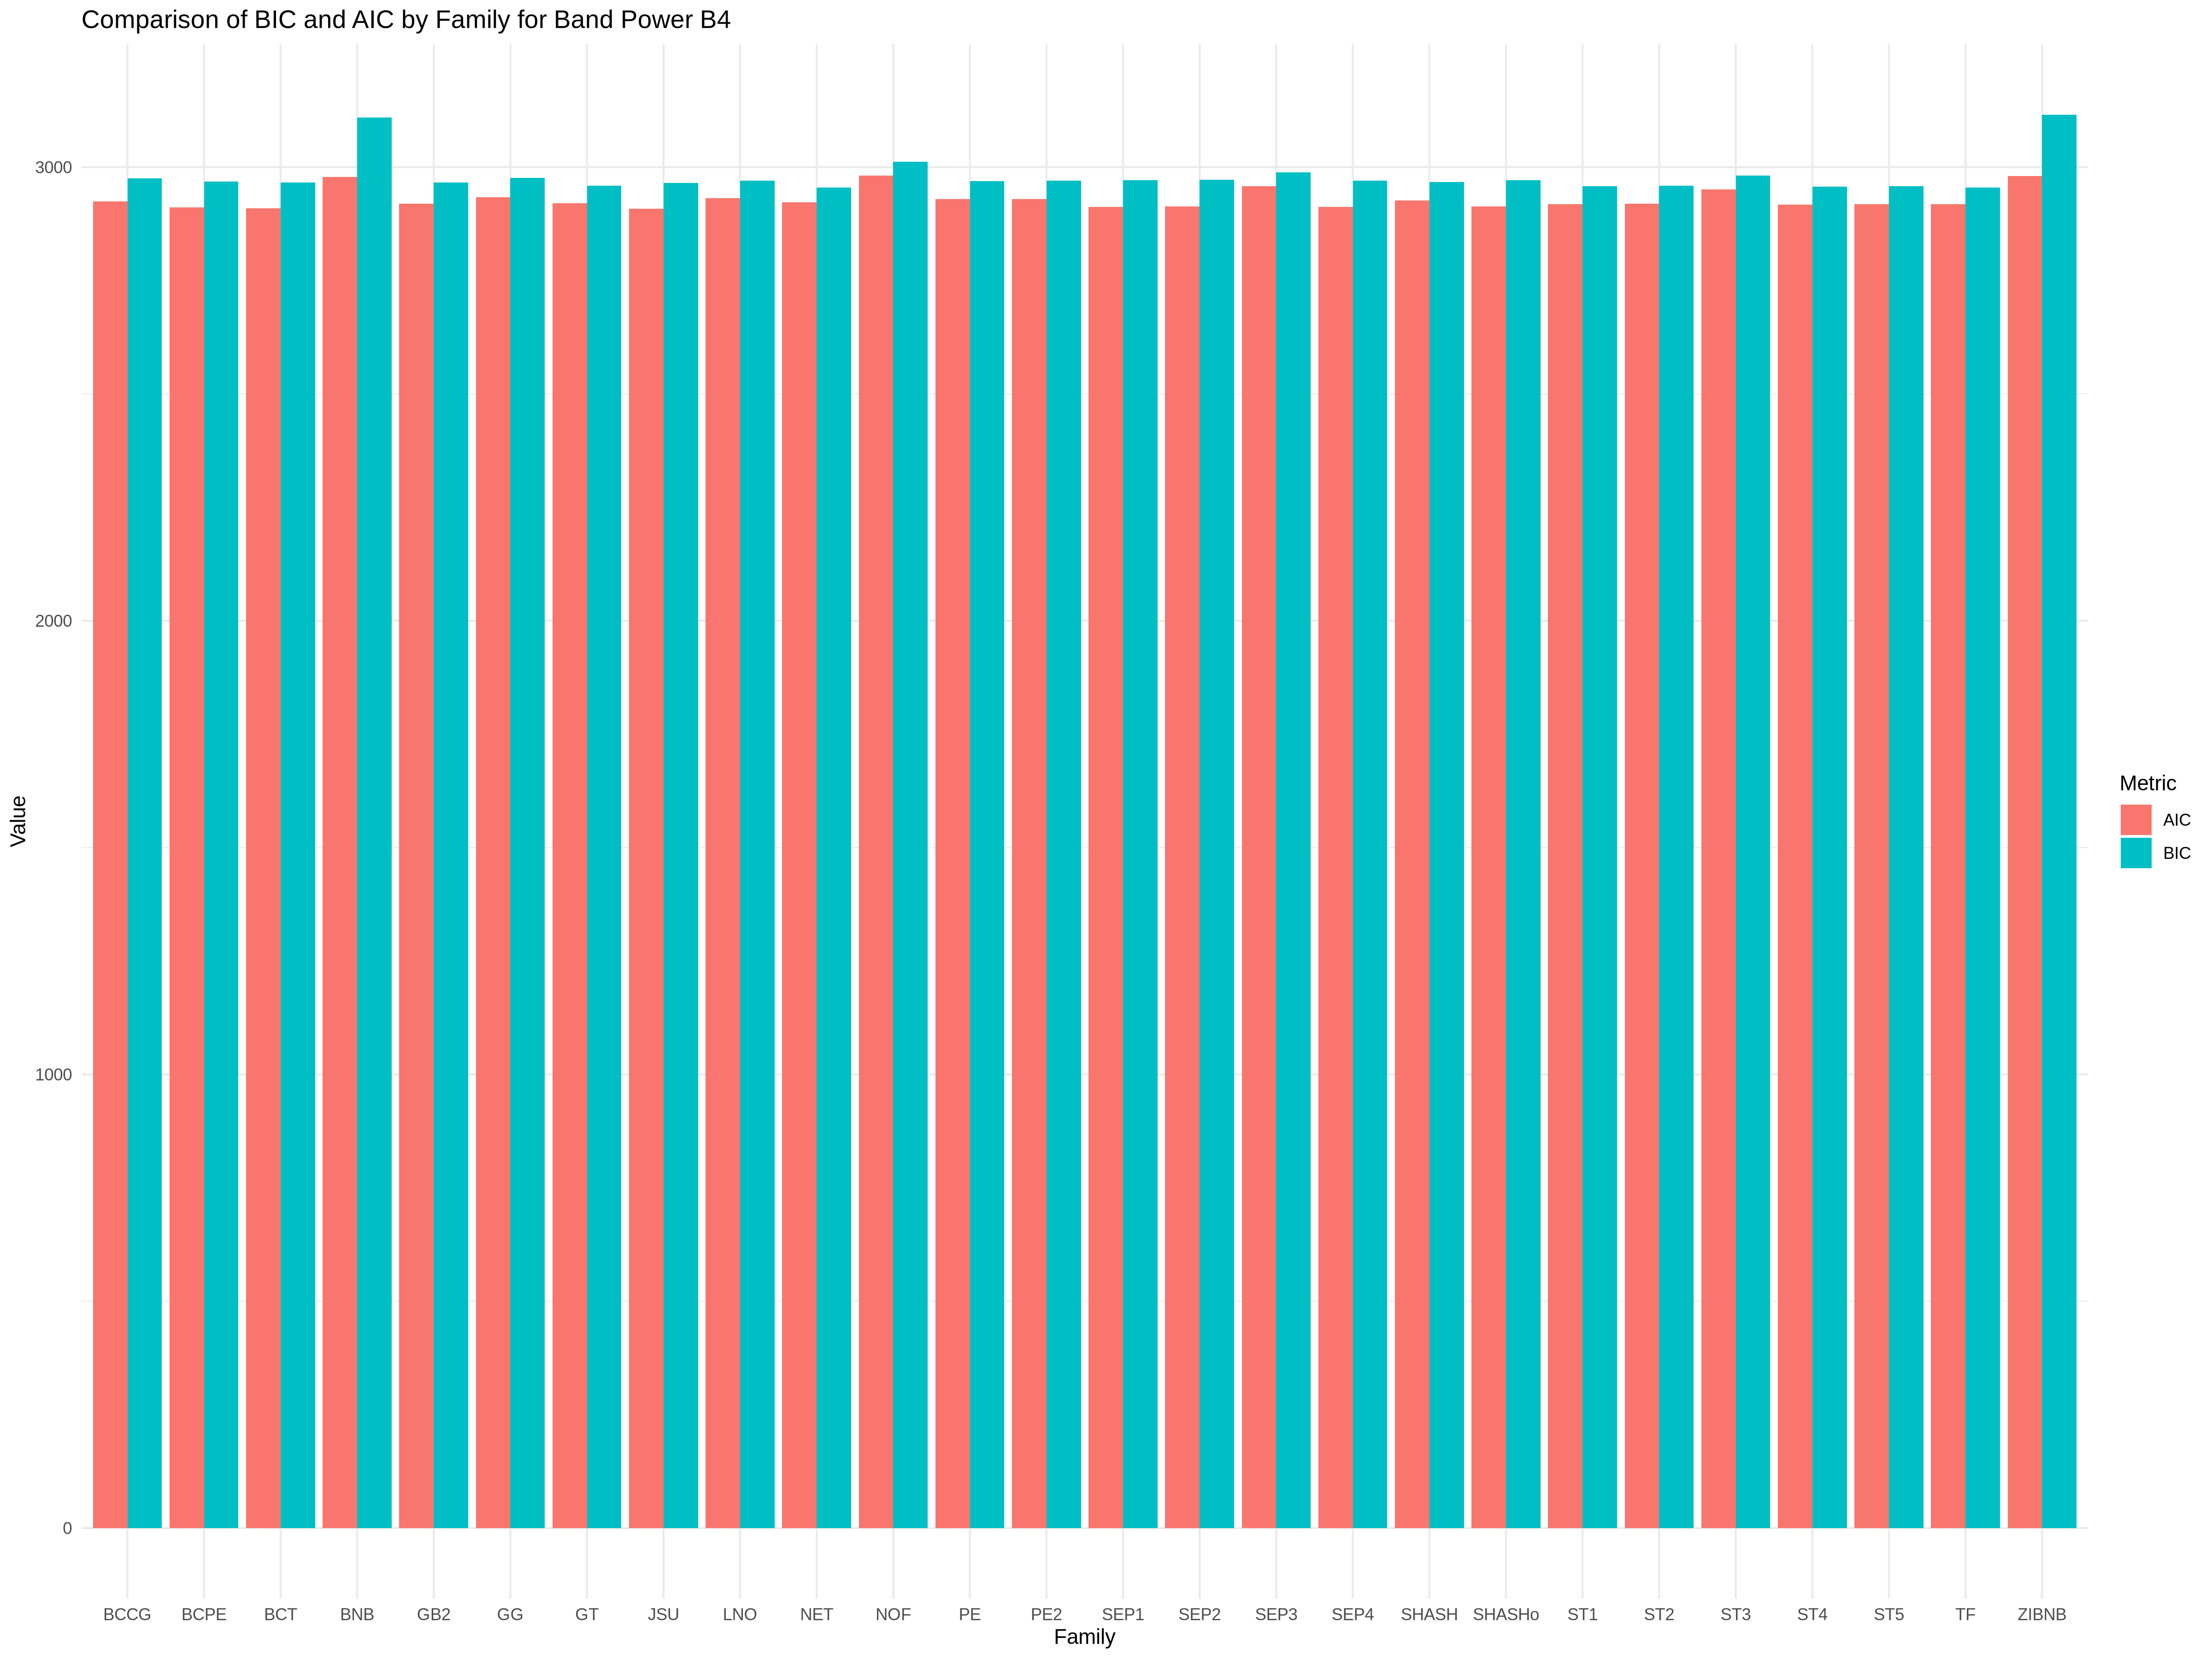 Comparison of BIC and AIC by Family for Band Power B4
3000
2000
1000
0
Value
BCCG BCPE BCT BNB GB2 GG GT JSU LNO NET NOF PE PE2 SEP1 SEP2 SEP3 SEP4 SHASH SHASHo ST1 ST2 ST3 ST4 ST5 TF ZIBNB
Family
Metric
AIC
BIC